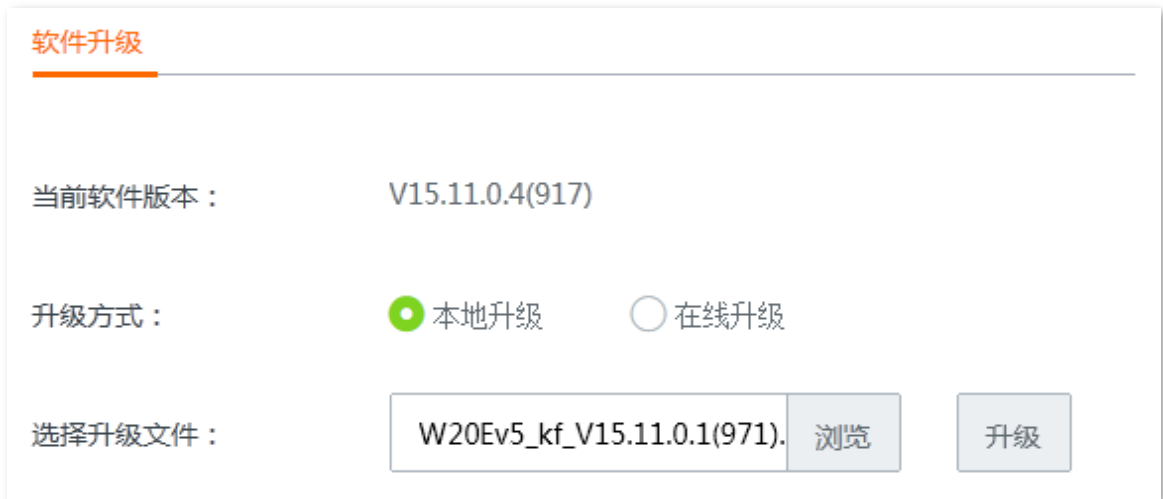 软件升级
当前软件版本： V15.11.0.4(917)
升级方式： 本地升级 在线升级
选择升级文件： W20Ev5_kf_V15.11.0.1(971). 浏览 升级